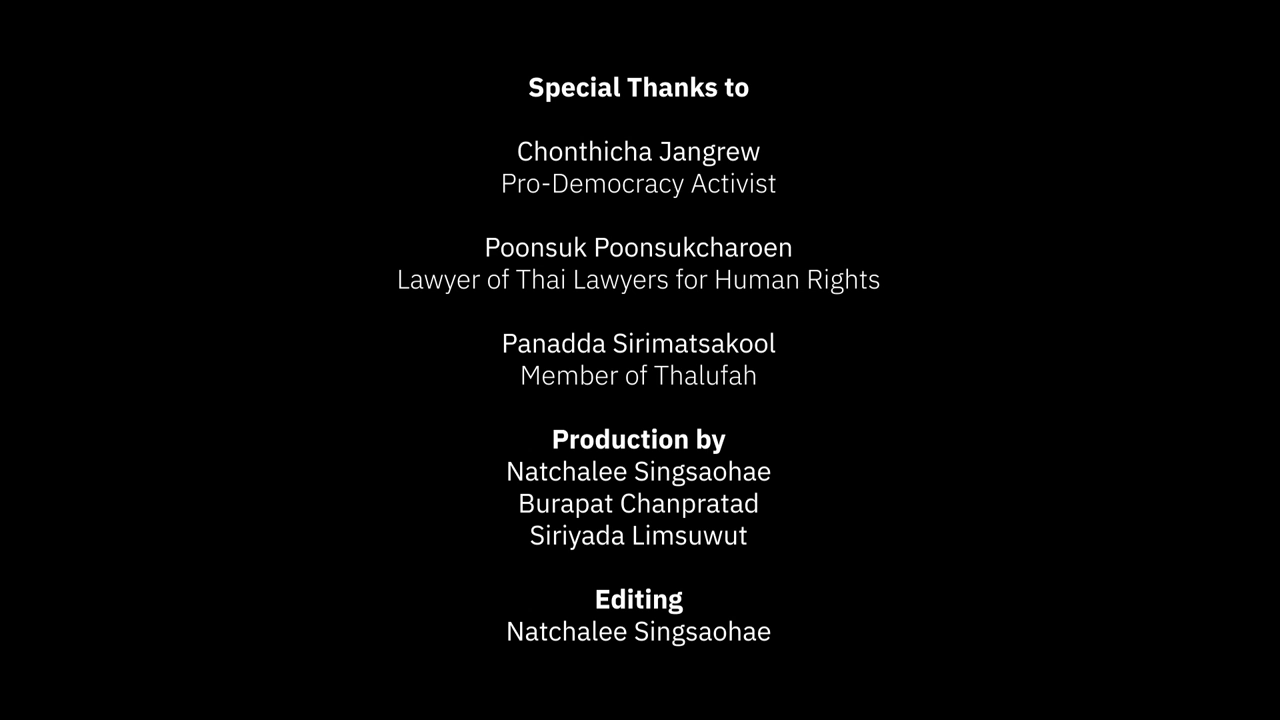 Special Thanks to
Chonthicha Jangrew
Pro-Democracy Activist
Poonsuk Poonsukcharoen
Lawyer of Thai Lawyers for Human Rights
Panadda Sirimatsakool
Member of Thalufah
Production by
Natchalee Singsaohae
Burapat Chanpratad
Siriyada Limsuwut
Editing
Natchalee Singsaohae